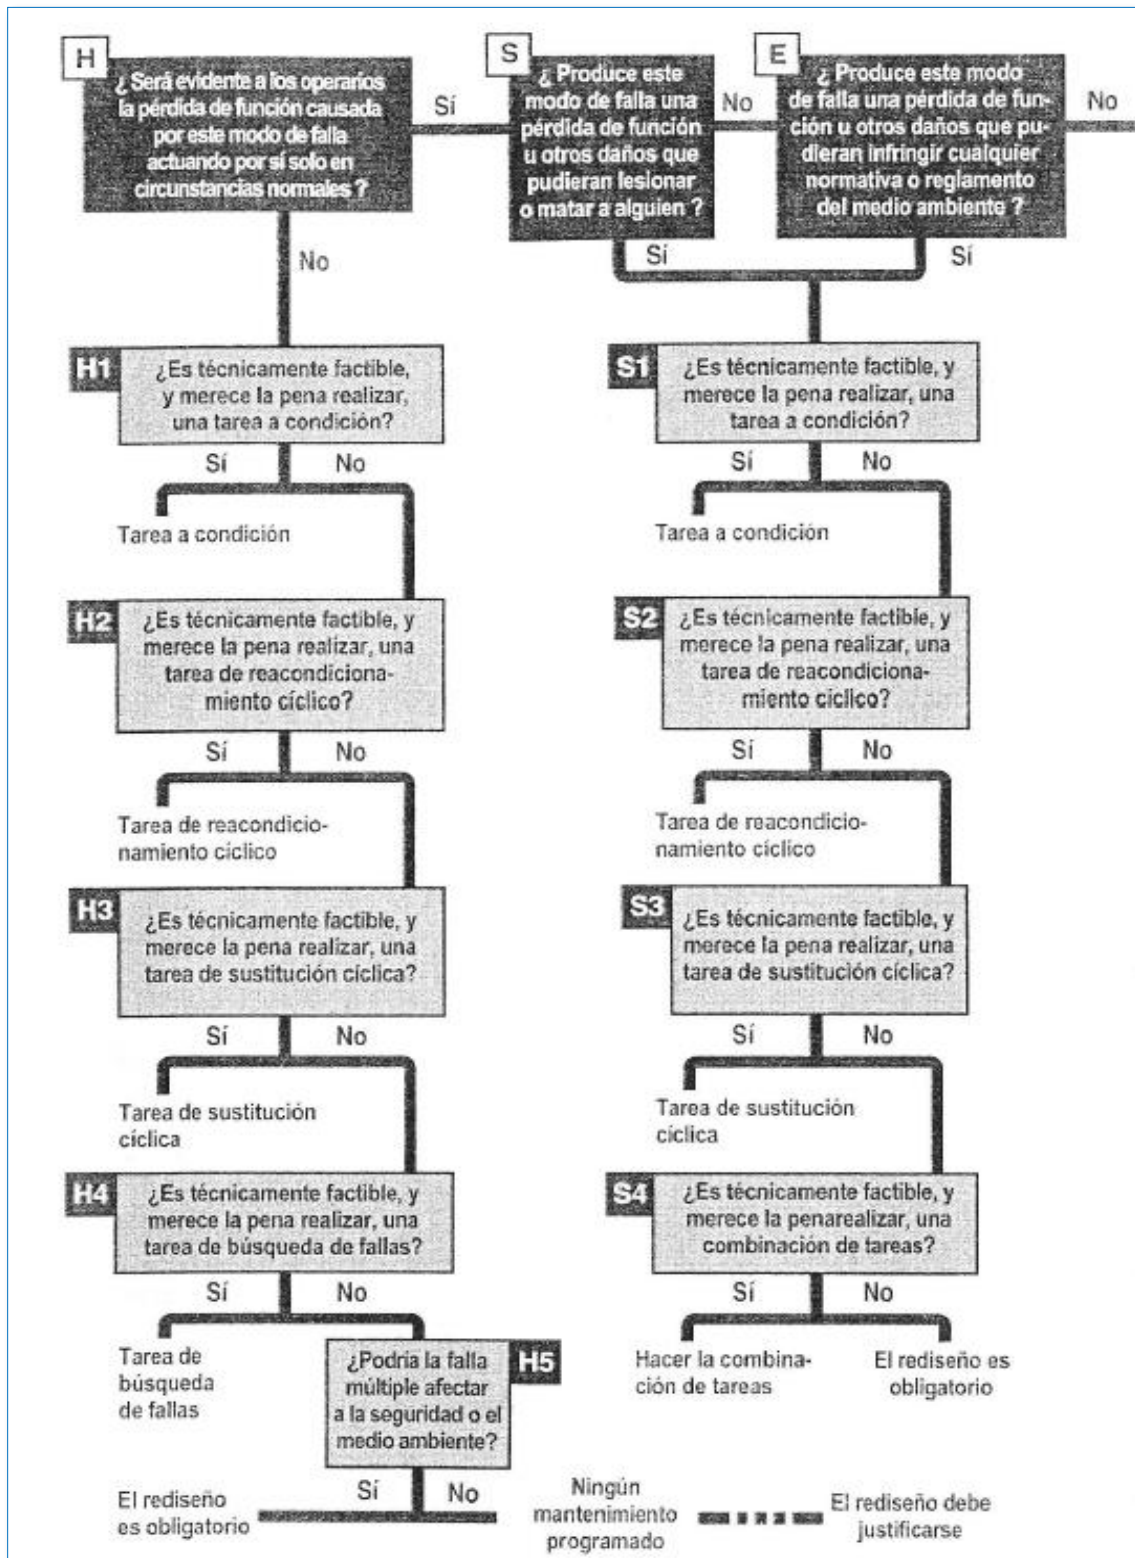 H
¿ Será evidente a los operarios
la pérdida de función causada
por este modo de falla
actuando por sí solo en
circunstancias normales ?
Sí
No
S
¿ Produce este
modo de falla una
pérdida de función
u otros daños que
pudieran lesionar
o matar a alguien ?
No
Sí
E
¿ Produce este modo
de falla una pérdida de fun-
ción u otros daños que pu-
dieran infringir cualquier
normativa o reglamento
del medio ambiente ?
No
Sí
H1
¿Es técnicamente factible,
y merece la pena realizar,
una tarea a condición?
Sí No
Tarea a condición
H2
¿Es técnicamente factible, y
merece la pena realizar, una
tarea de reacondiciona-
miento cíclico?
Sí No
Tarea de reacondicio-
namiento cíclico
H3
¿Es técnicamente factible, y
merece la pena realizar, una
tarea de sustitución cíclica?
Sí No
Tarea de sustitución
cíclica
H4
¿Es técnicamente factible, y
merece la pena realizar, una
tarea de búsqueda de fallas?
Sí No
Tarea de
búsqueda
de fallas
H5
¿Podría la falla
múltiple afectar
a la seguridad o el
medio ambiente?
Sí No
El rediseño
es obligatorio
Ningún
mantenimiento
programado
El rediseño debe
justificarse
S1
¿Es técnicamente factible, y
merece la pena realizar, una
tarea a condición?
Sí No
Tarea a condición
S2
¿Es técnicamente factible, y
merece la pena realizar, una
tarea de reacondiciona-
miento cíclico?
Sí No
Tarea de reacondicio-
namiento cíclico
S3
¿Es técnicamente factible, y
merece la pena realizar, una
tarea de sustitución cíclica?
Sí No
Tarea de sustitución
cíclica
S4
¿Es técnicamente factible, y
merece la penarealizar, una
combinación de tareas?
Sí No
Hacer la combina-
ción de tareas
El rediseño es
obligatorio